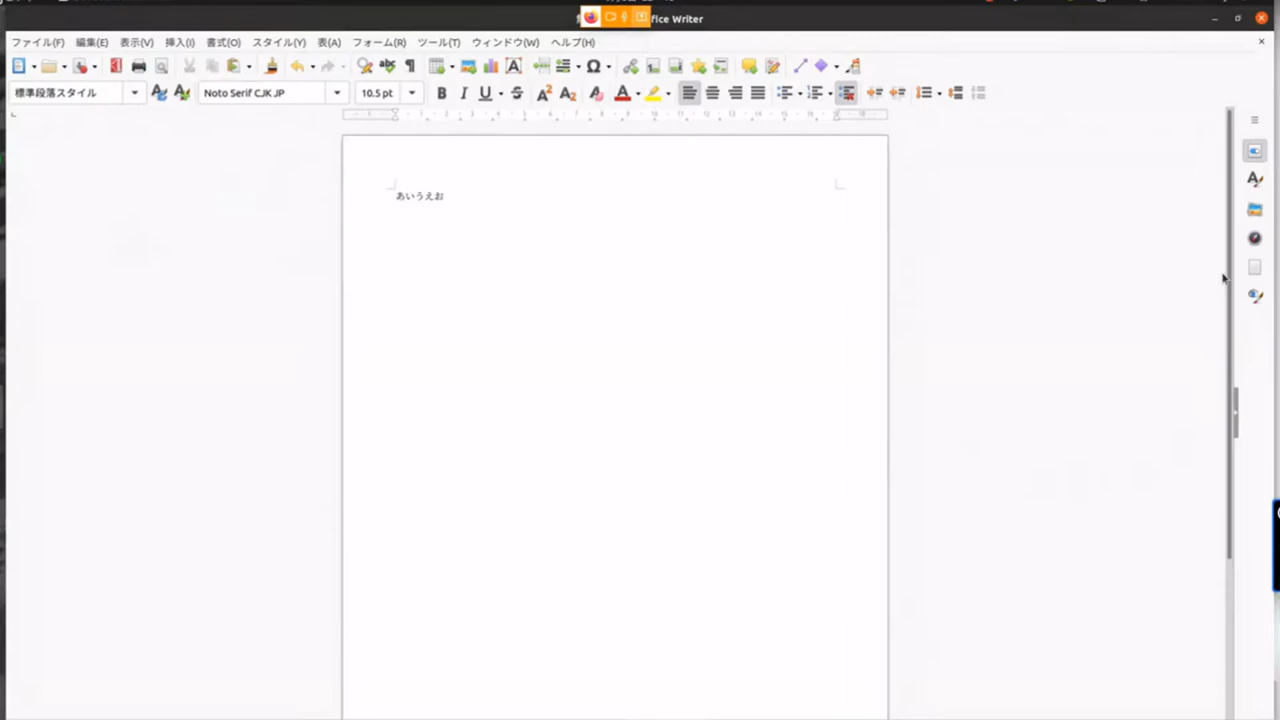 fice Writer
ファイル(F) 編集(E) 表示(V) 挿入(I) 書式(O) スタイル(Y) 表(A) フォーム(R) ツール(T) ウィンドウ(W) ヘルプ(H)
標準段落スタイル Noto Serif CJK JP 10.5 pt
あいうえお